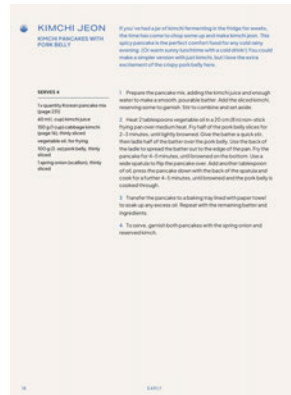 KIMCHI JEON
KIMCHI PANCAKES WITH
PORK BELLY
If you've had a jar of kimchi fermenting in the fridge for weeks,
the time has come to chop some up and make kimchi jeon. This
spicy pancake is the perfect comfort food for any cold rainy
evening. (Or warm sunny lunchtime with a cold drink!) You could
make a simpler version with just kimchi, but I love the extra
excitement of the crispy pork belly here.
SERVES 4
1 x quantity Korean pancake mix
(page 231)
60 ml cup) kimchi juice
150 g (1 cup) cabbage kimchi
(page 16), thinly sliced
vegetable oil, for frying
100 g (3 oz) pork belly, thinly
sliced
1 spring onion (scallion), thinly
sliced
1 Prepare the pancake mix, adding the kimchi juice and enough
water to make a smooth, pourable batter. Add the sliced kimchi,
reserving some to garnish. Stir to combine and set aside.
2 Heat 2 tablespoons vegetable oil in a 20 cm (8 in) non-stick
frying pan over medium heat. Fry half of the pork belly slices for
2–3 minutes, until lightly browned. Give the batter a quick stir,
then ladle half of the batter over the pork belly. Use the back of
the ladle to spread the batter out to the edge of the pan. Fry the
pancake for 4–5 minutes, until browned on the bottom. Use a
wide spatula to flip the pancake over. Add another tablespoon
of oil, press the pancake down with the back of the spatula and
cook for a further 4–5 minutes, until browned and the pork belly is
cooked through.
3 Transfer the pancake to a baking tray lined with paper towel
to soak up any excess oil. Repeat with the remaining batter and
ingredients.
4 To serve, garnish both pancakes with the spring onion and
reserved kimchi.
18
EARLY